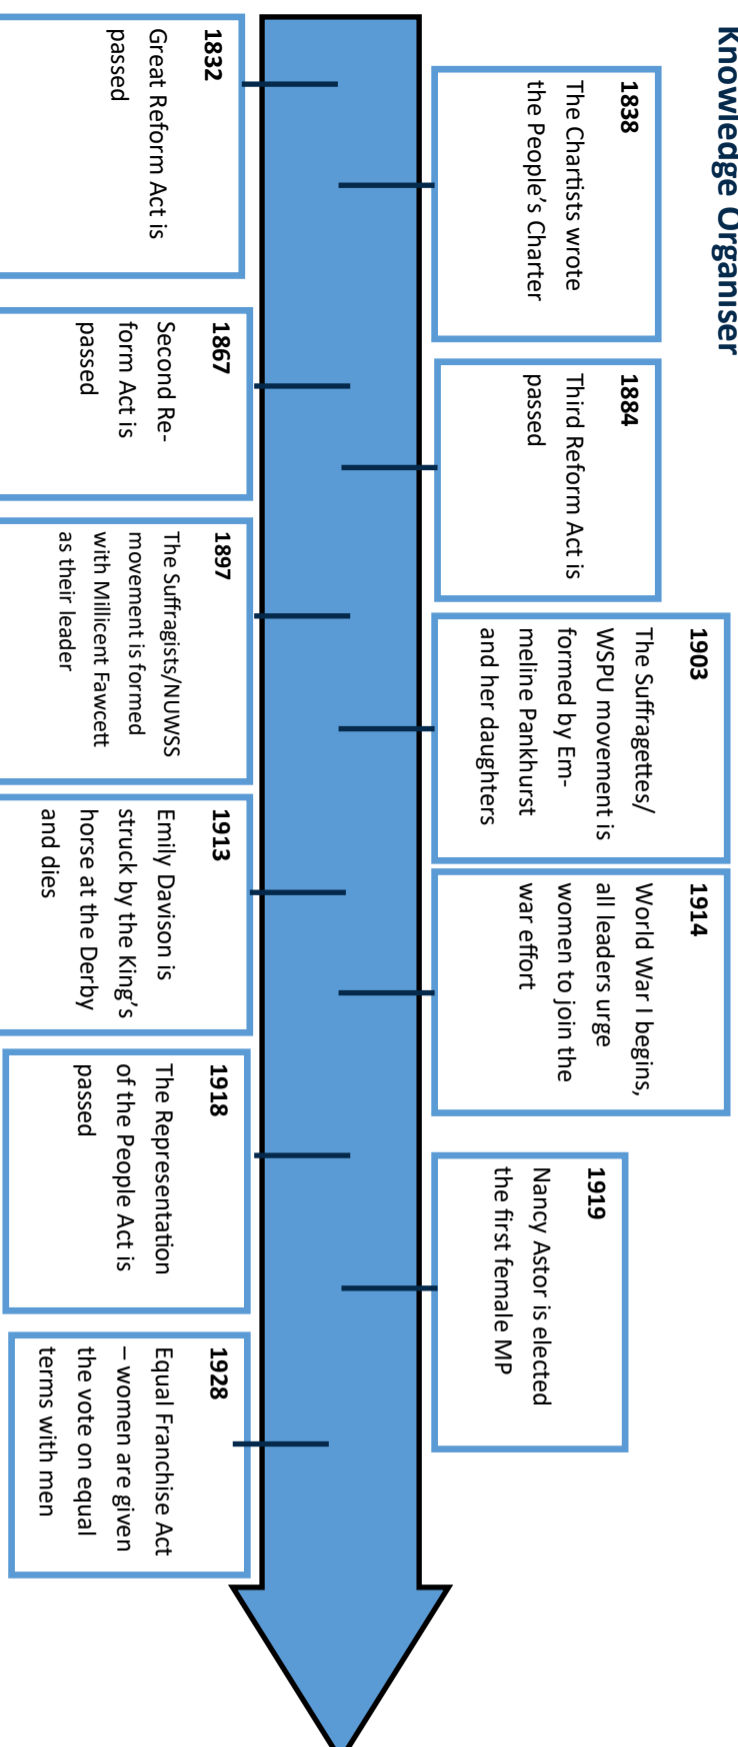 Knowledge Organiser
1838
The Chartists wrote
the People’s Charter
1884
Third Reform Act is
passed
1903
The Suffragettes/
WSPU movement is
formed by Em-
meline Pankhurst
and her daughters
1914
World War I begins,
all leaders urge
women to join the
war effort
1919
Nancy Astor is elected
the first female MP
1832
Great Reform Act is
passed
1867
Second Re-
form Act is
passed
1897
The Suffragists/NUWSS
movement is formed
with Millicent Fawcett
as their leader
1913
Emily Davison is
struck by the King’s
horse at the Derby
and dies
1918
The Representation
of the People Act is
passed
1928
Equal Franchise Act
– women are given
the vote on equal
terms with men